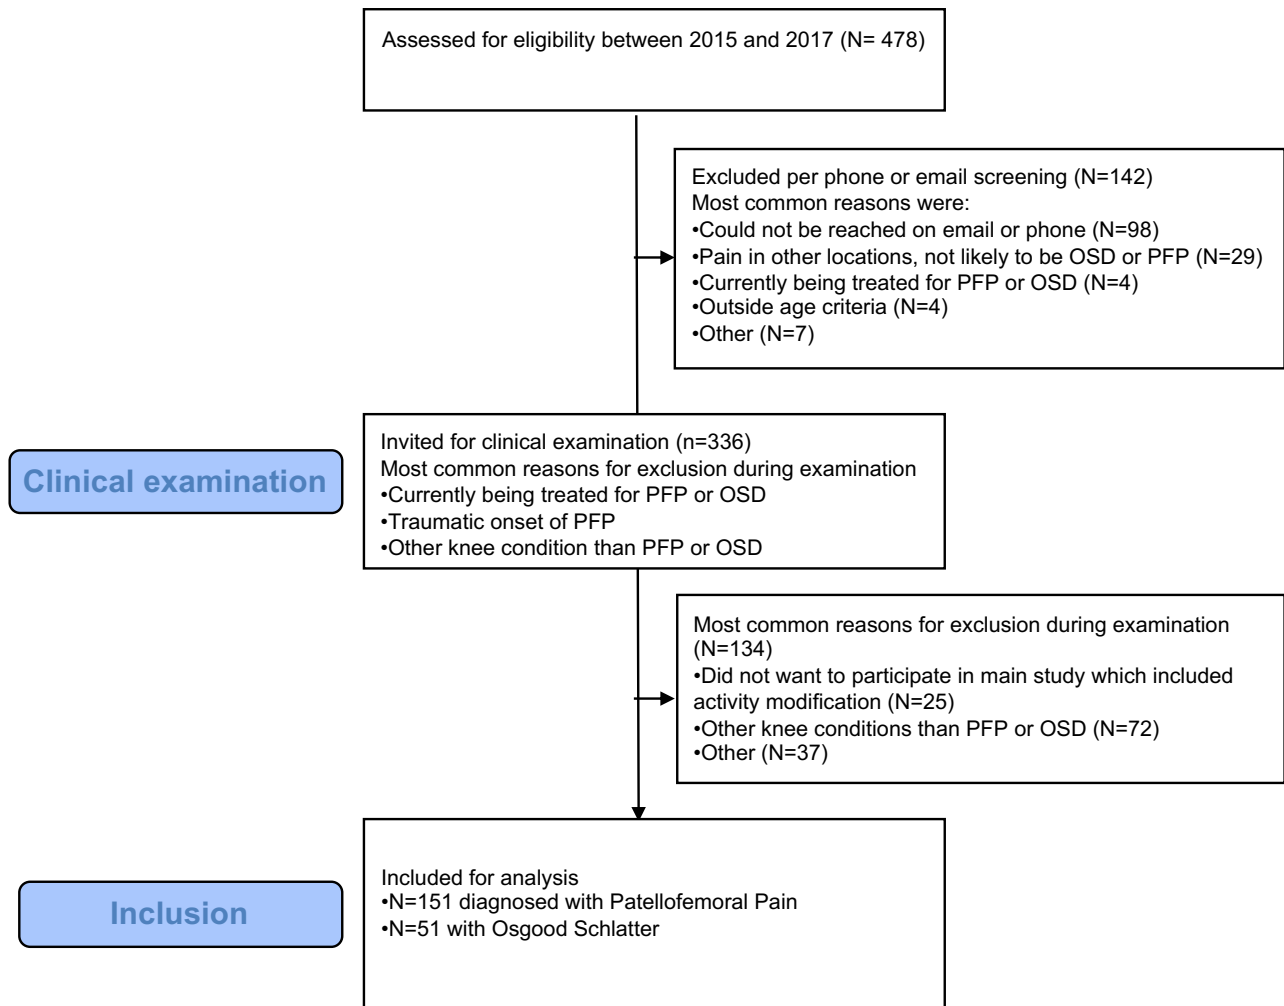 Assessed for eligibility between 2015 and 2017 (N= 478)
Excluded per phone or email screening (N=142)
Most common reasons were:
•Could not be reached on email or phone (N=98)
•Pain in other locations, not likely to be OSD or PFP (N=29)
•Currently being treated for PFP or OSD (N=4)
•Outside age criteria (N=4)
•Other (N=7)
Clinical examination
Invited for clinical examination (n=336)
Most common reasons for exclusion during examination
•Currently being treated for PFP or OSD
•Traumatic onset of PFP
•Other knee condition than PFP or OSD
Most common reasons for exclusion during examination
(N=134)
•Did not want to participate in main study which included
activity modification (N=25)
•Other knee conditions than PFP or OSD (N=72)
•Other (N=37)
Inclusion
Included for analysis
•N=151 diagnosed with Patellofemoral Pain
•N=51 with Osgood Schlatter